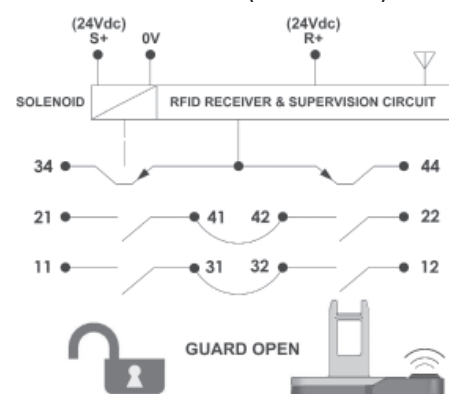 (24Vdc) (24Vdc)
S+ 0V R+
SOLENOID RFID RECEIVER & SUPERVISION CIRCUIT
34 44
21 41 42 22
11 31 32 12
GUARD OPEN